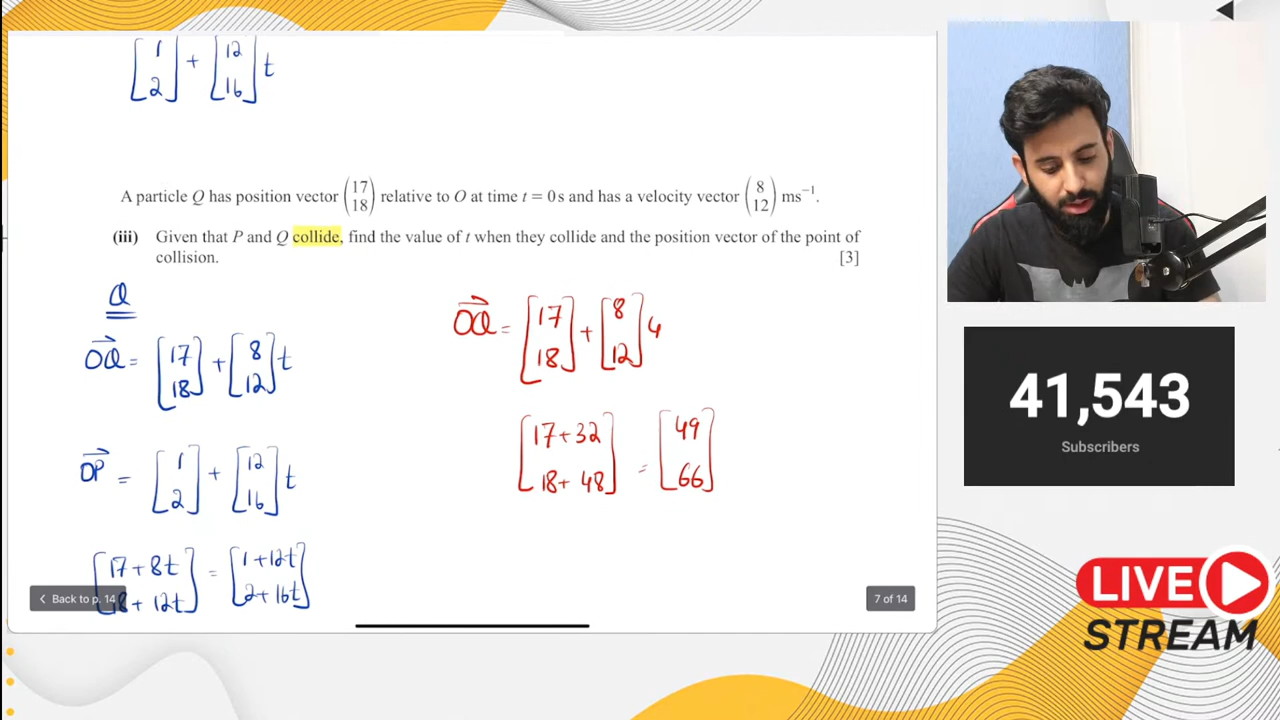 [1 2] + [12 16] t
A particle Q has position vector (17 18) relative to O at time t = 0 s and has a velocity vector (8 12) ms⁻¹.
(iii) Given that P and Q collide, find the value of t when they collide and the position vector of the point of
collision. [3]
Q
OQ = [17 18] + [8 12] t
OP = [1 2] + [12 16] t
[17 + 8t 18 + 12t] = [1 + 12t 2 + 16t]
OQ = [17 18] + [8 12] 4
[17 + 32 18 + 48] = [49 66]
Back to p. 14
7 of 14
41,543
Subscribers
LIVE
STREAM